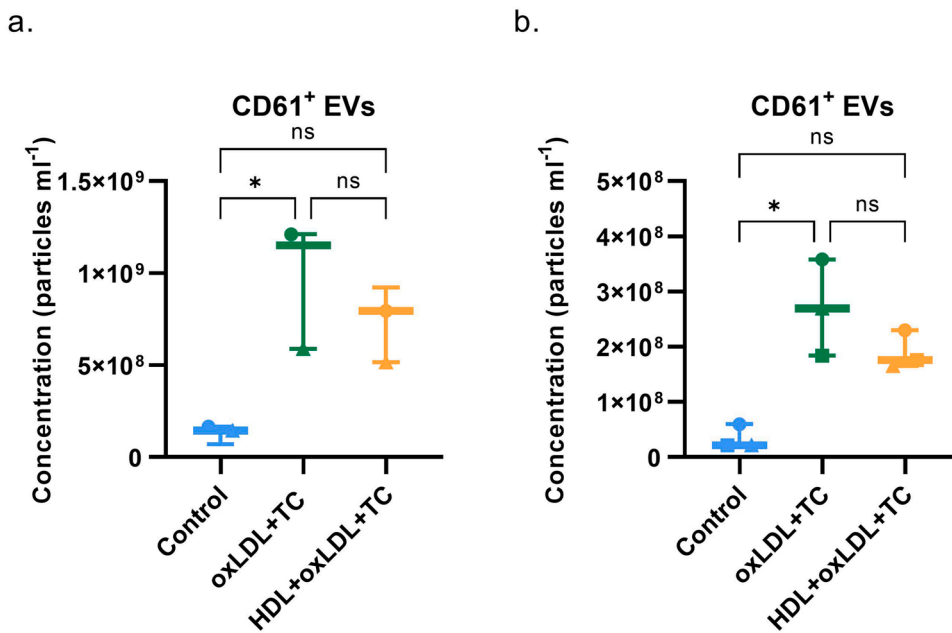 a.
CD61⁺ EVs
ns
*
ns
Concentration (particles ml⁻¹)
1.5×10⁹
1×10⁹
5×10⁸
0
Control
oxLDL+TC
HDL+oxLDL+TC
b.
CD61⁺ EVs
ns
*
ns
Concentration (particles ml⁻¹)
5×10⁸
4×10⁸
3×10⁸
2×10⁸
1×10⁸
0
Control
oxLDL+TC
HDL+oxLDL+TC